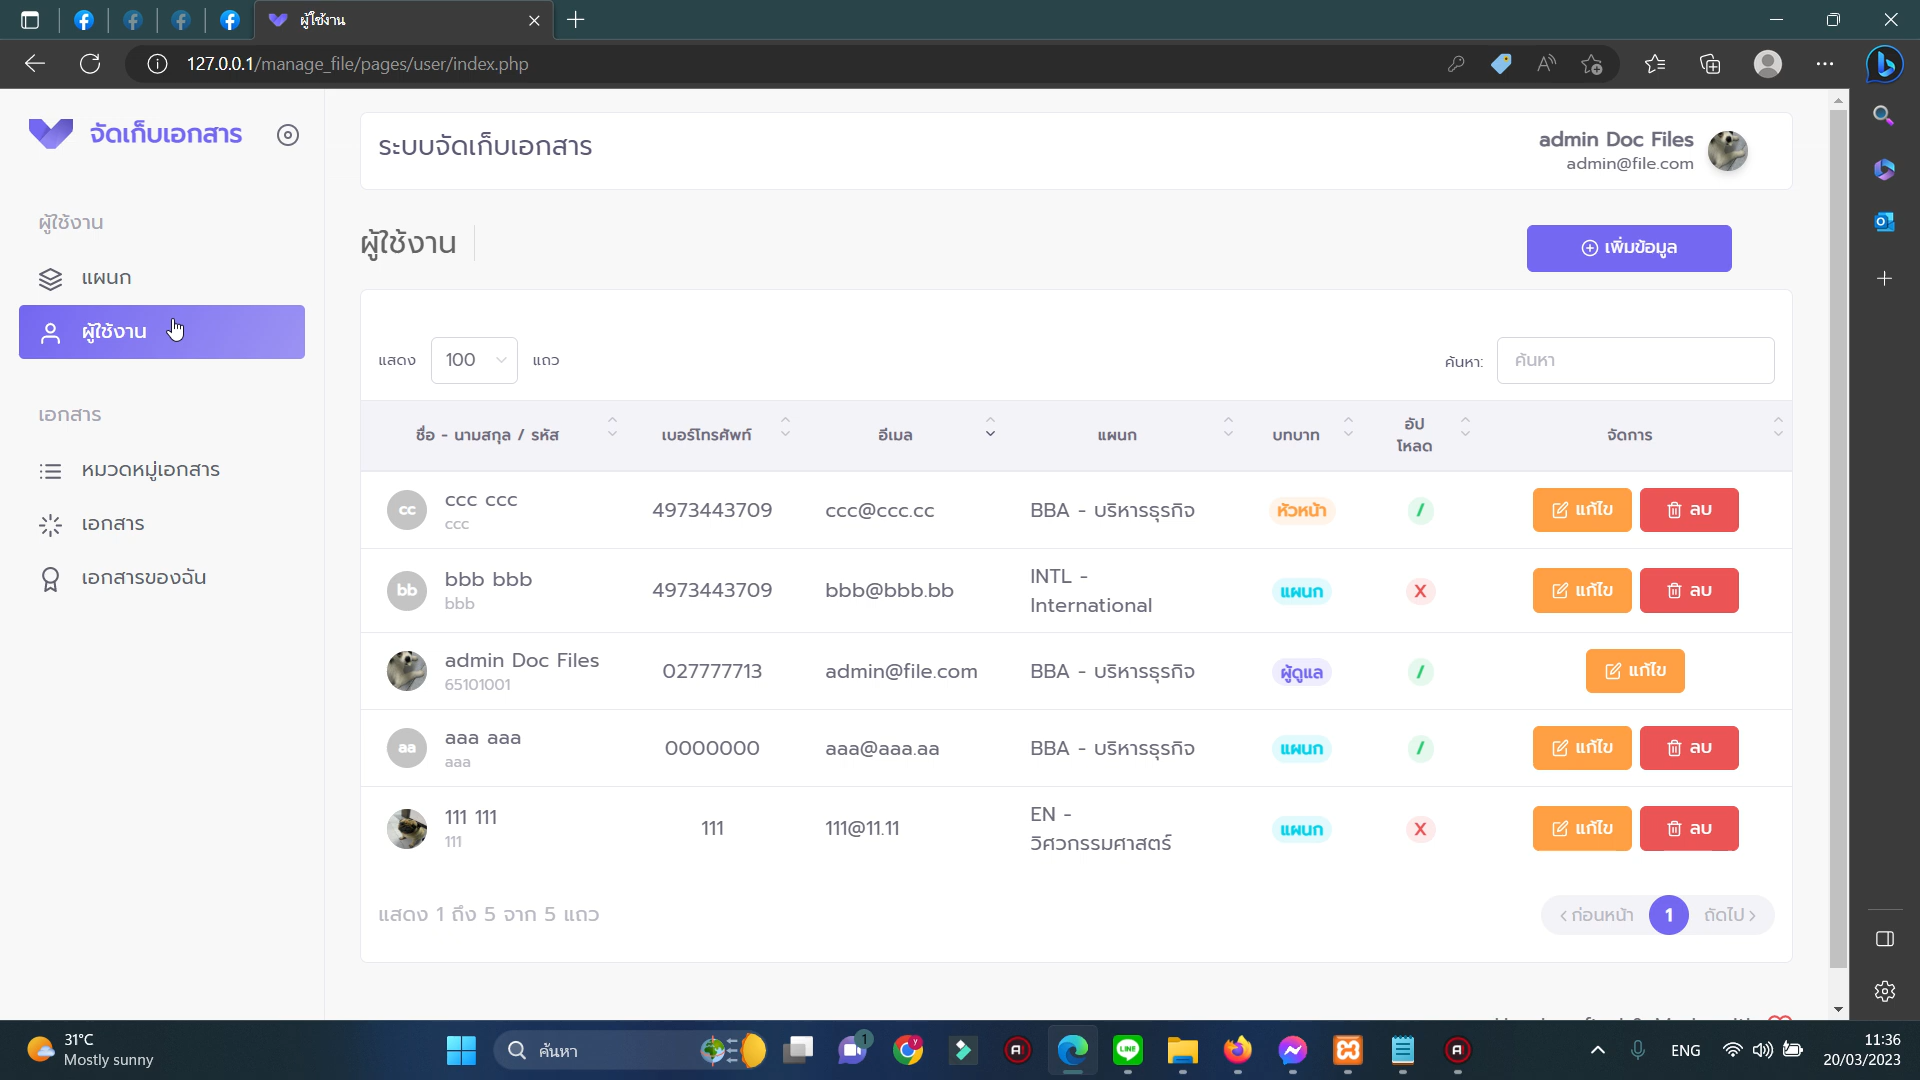 ผู้ใช้งาน
127.0.0.1/manage_file/pages/user/index.php
จัดเก็บเอกสาร
ผู้ใช้งาน
แผนก
ผู้ใช้งาน
เอกสาร
หมวดหมู่เอกสาร
เอกสาร
เอกสารของฉัน
ระบบจัดเก็บเอกสาร
admin Doc Files
admin@file.com
ผู้ใช้งาน
เพิ่มข้อมูล
แสดง 100 แถว
ค้นหา: ค้นหา
ชื่อ - นามสกุล / รหัส เบอร์โทรศัพท์ อีเมล แผนก บทบาท อัปโหลด จัดการ
cc ccc ccc 4973443709 ccc@ccc.cc BBA - บริหารธุรกิจ หัวหน้า / แก้ไข ลบ
ccc
bb bbb bbb 4973443709 bbb@bbb.bb INTL - แผนก X แก้ไข ลบ
bbb International
admin Doc Files 027777713 admin@file.com BBA - บริหารธุรกิจ ผู้ดูแล / แก้ไข
65101001
aa aaa aaa 0000000 aaa@aaa.aa BBA - บริหารธุรกิจ แผนก / แก้ไข ลบ
aaa
111 111 111 111@11.11 EN - แผนก X แก้ไข ลบ
111 วิศวกรรมศาสตร์
แสดง 1 ถึง 5 จาก 5 แถว
ก่อนหน้า 1 ถัดไป
31°C
Mostly sunny
ค้นหา
1
ENG
11:36
20/03/2023